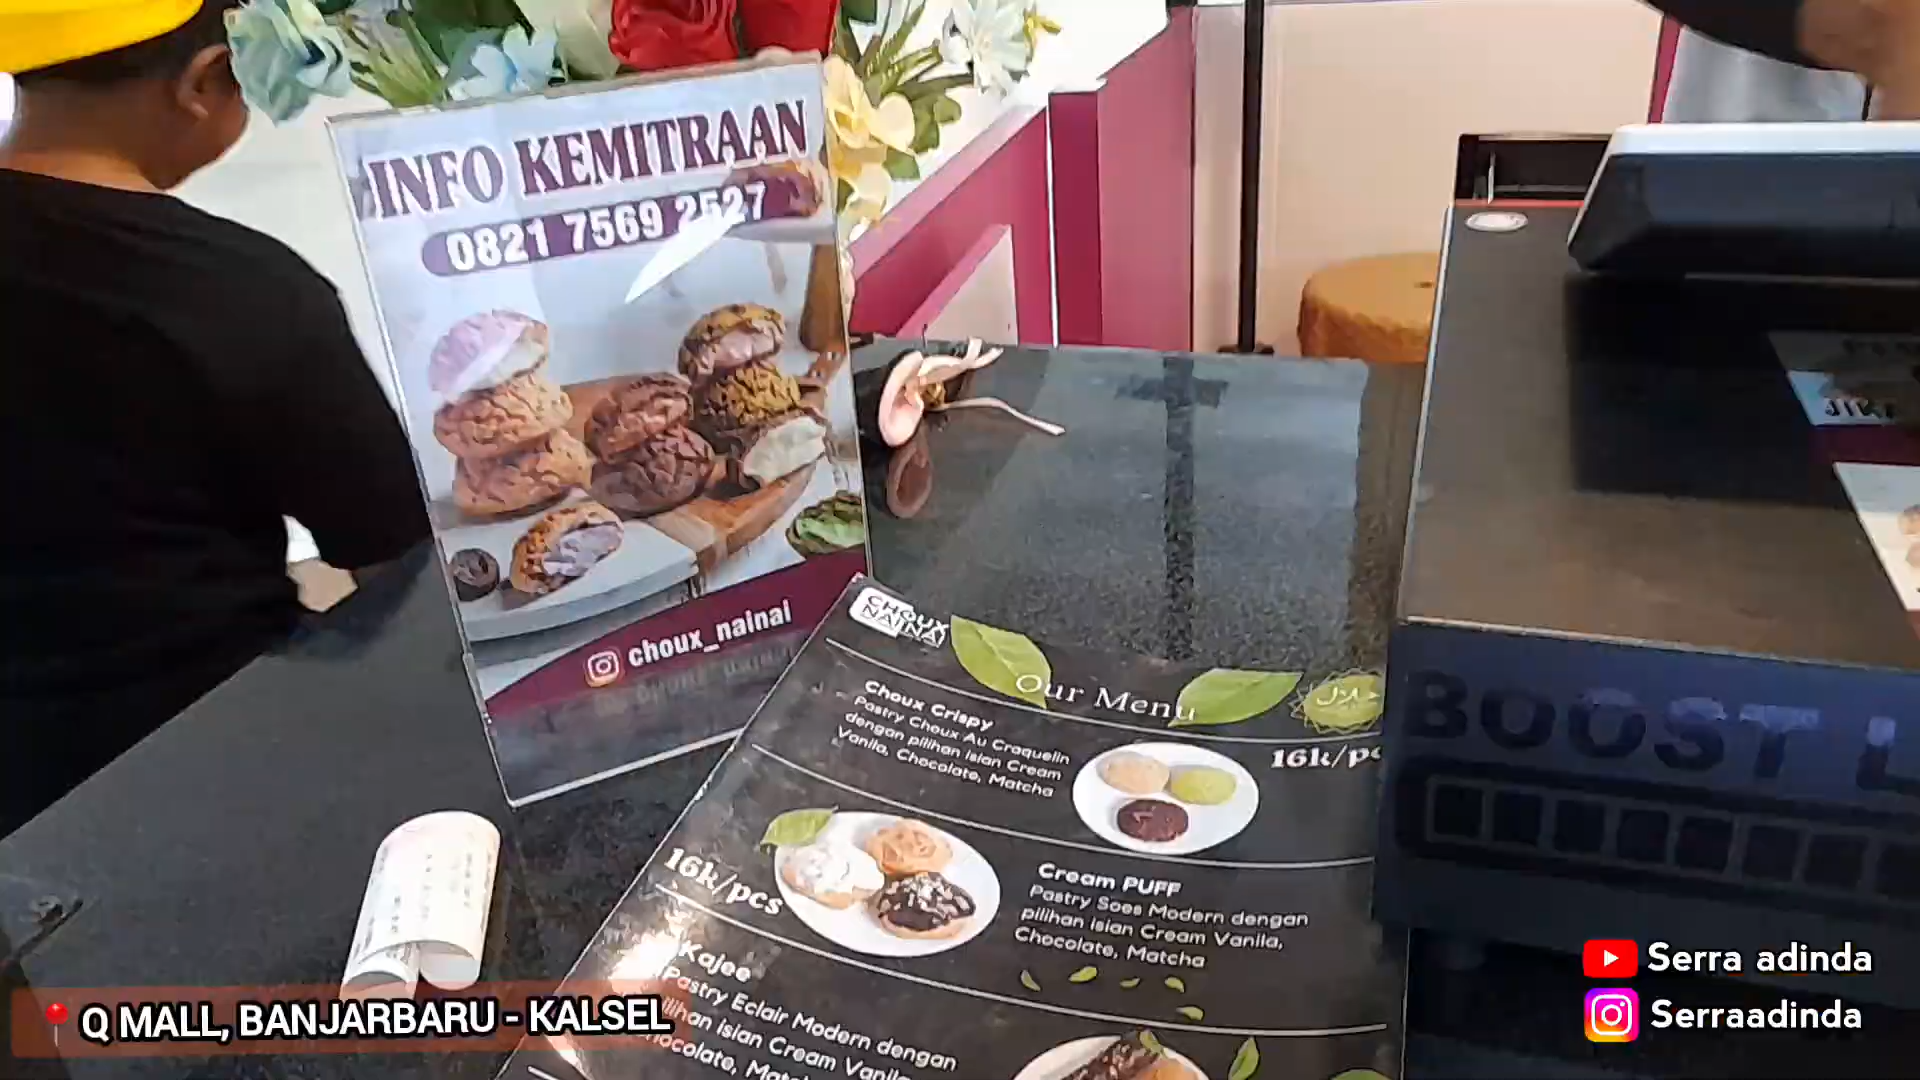 INFO KEMITRAAN
0821 7569 2527
choux_nainai
CHOUX
NAINAI
Our Menu
حلال
Choux Crispy
Pastry Choux Au Craquelin
dengan pilihan isian Cream
Vanila, Chocolate, Matcha
16k/pc
16k/pcs
Cream PUFF
Pastry Soes Modern dengan
pilihan isian Cream Vanila,
Chocolate, Matcha
Kajee
Pastry Eclair Modern dengan
isian Cream
BOOST L
Q MALL, BANJARBARU - KALSEL
Serra adinda
Serraadinda